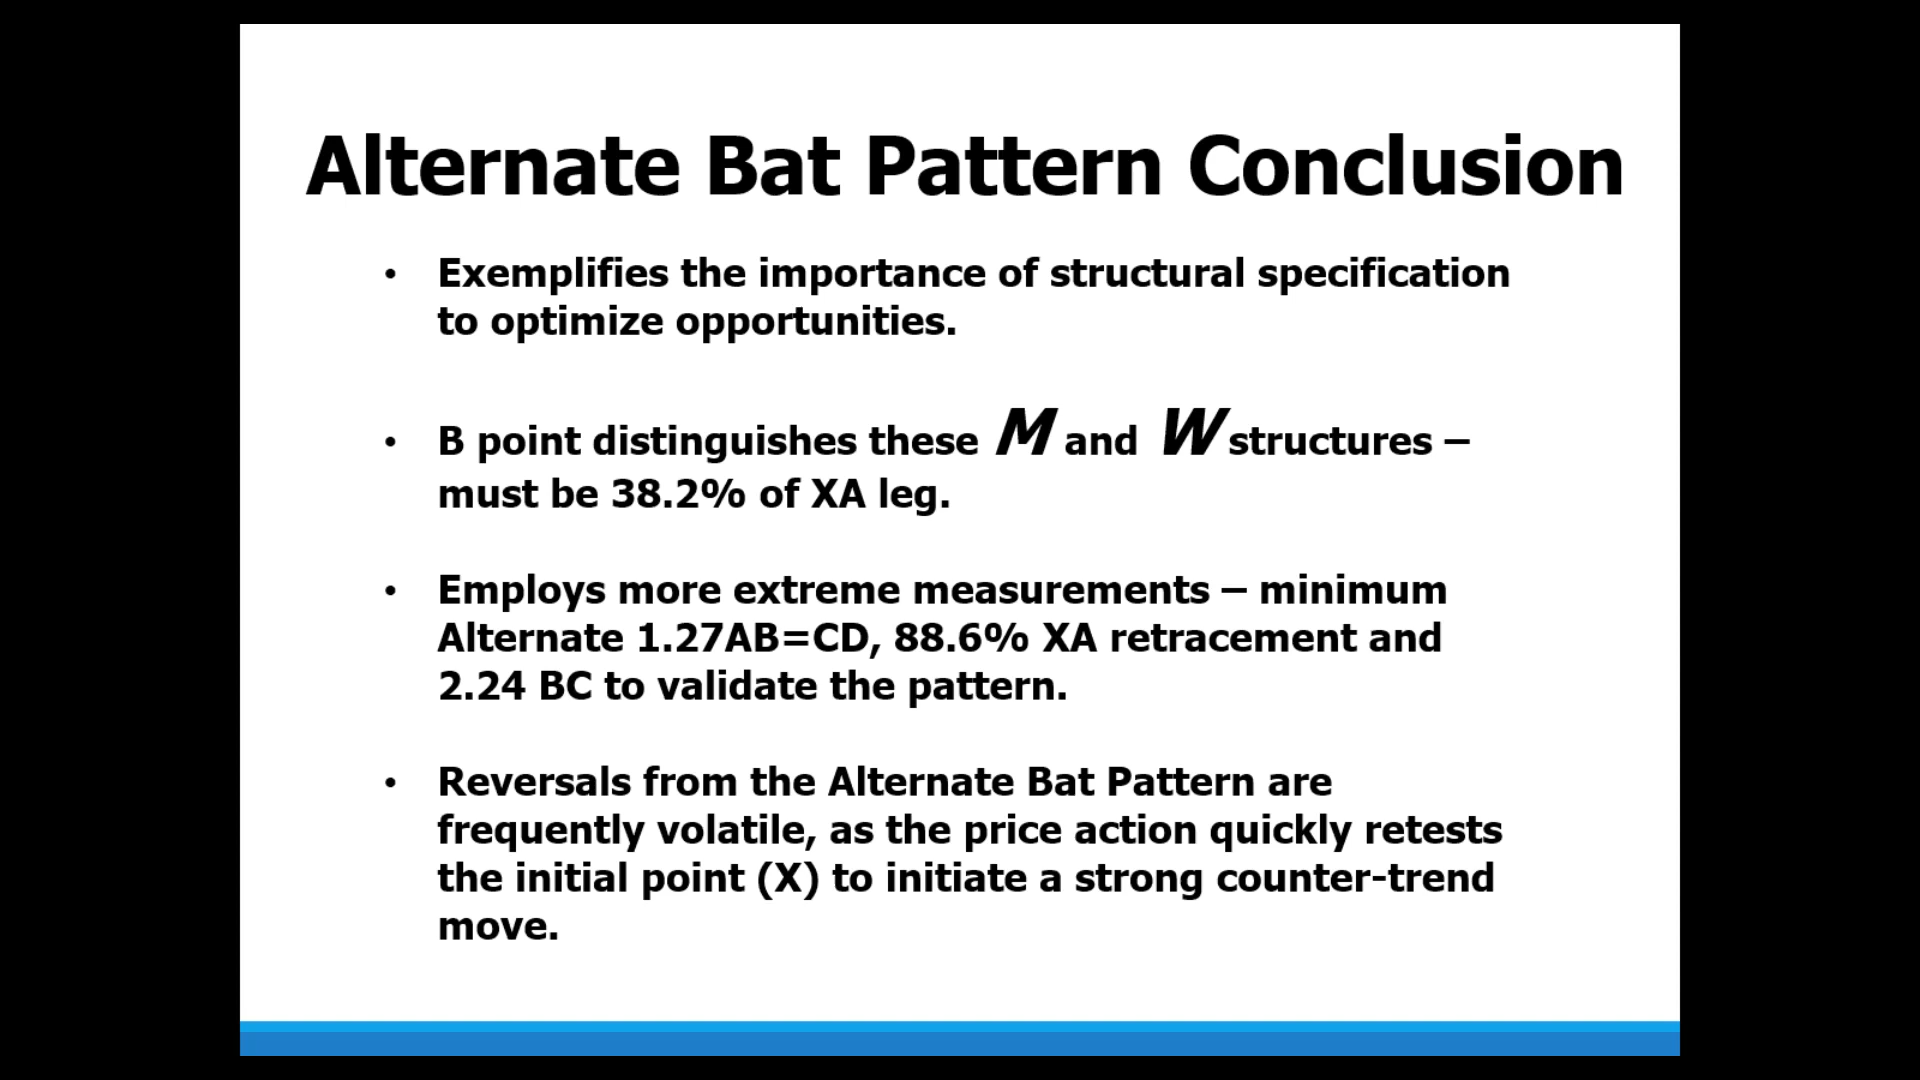 Alternate Bat Pattern Conclusion
• Exemplifies the importance of structural specification
to optimize opportunities.
• B point distinguishes these M and W structures –
must be 38.2% of XA leg.
• Employs more extreme measurements – minimum
Alternate 1.27AB=CD, 88.6% XA retracement and
2.24 BC to validate the pattern.
• Reversals from the Alternate Bat Pattern are
frequently volatile, as the price action quickly retests
the initial point (X) to initiate a strong counter-trend
move.